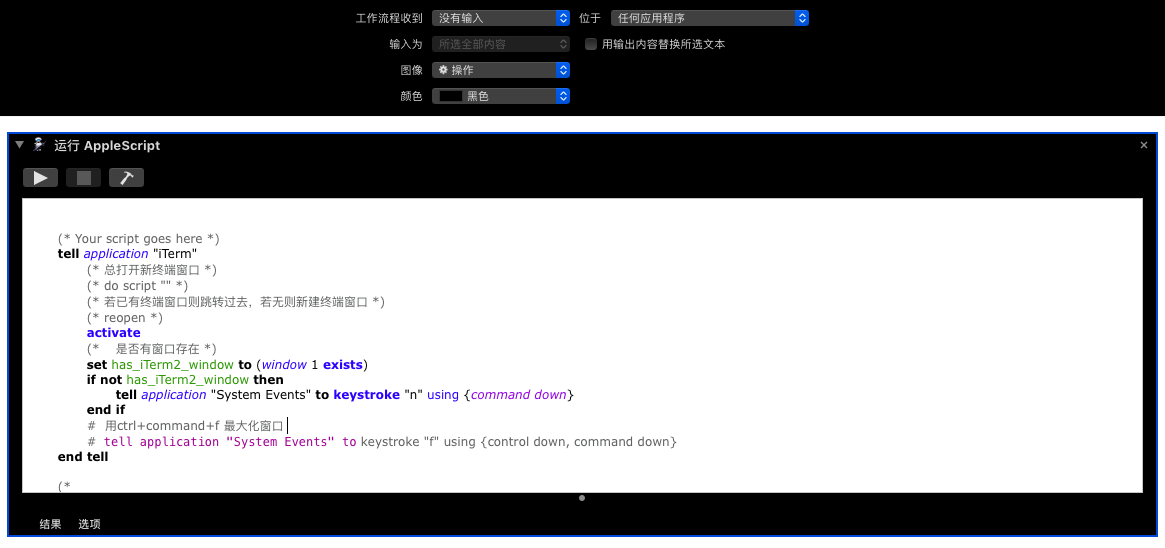 工作流程收到 没有输入 位于 任何应用程序
输入为 所选全部内容 用输出内容替换所选文本
图像 操作
颜色 黑色
运行 AppleScript
(* Your script goes here *)
tell application "iTerm"
(* 总打开新终端窗口 *)
(* do script "" *)
(* 若已有终端窗口则跳转过去，若无则新建终端窗口 *)
(* reopen *)
activate
(* 是否有窗口存在 *)
set has_iTerm2_window to (window 1 exists)
if not has_iTerm2_window then
tell application "System Events" to keystroke "n" using {command down}
end if
# 用ctrl+command+f 最大化窗口
# tell application "System Events" to keystroke "f" using {control down, command down}
end tell
(*
结果 选项